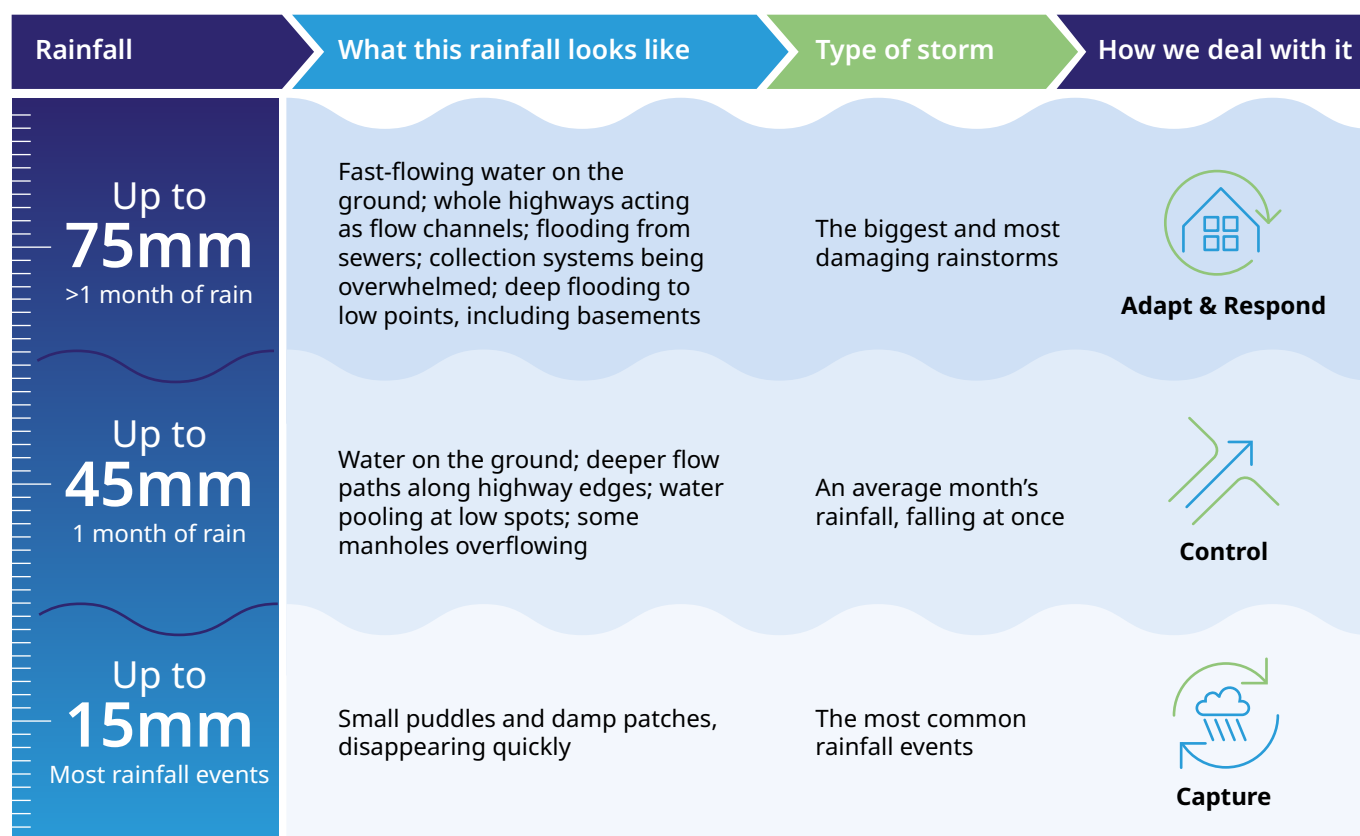 Rainfall
What this rainfall looks like
Type of storm
How we deal with it
Up to
75mm
>1 month of rain
Fast-flowing water on the
ground; whole highways acting
as flow channels; flooding from
sewers; collection systems being
overwhelmed; deep flooding to
low points, including basements
The biggest and most
damaging rainstorms
Adapt & Respond
Up to
45mm
1 month of rain
Water on the ground; deeper flow
paths along highway edges; water
pooling at low spots; some
manholes overflowing
An average month’s
rainfall, falling at once
Control
Up to
15mm
Most rainfall events
Small puddles and damp patches,
disappearing quickly
The most common
rainfall events
Capture